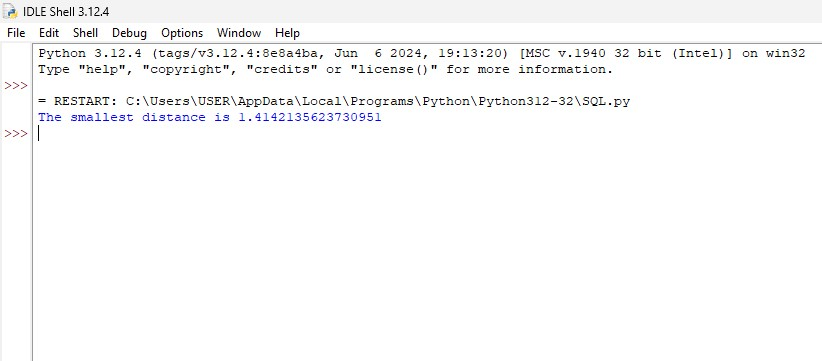 IDLE Shell 3.12.4
File Edit Shell Debug Options Window Help
Python 3.12.4 (tags/v3.12.4:8e8a4ba, Jun  6 2024, 19:13:20) [MSC v.1940 32 bit (Intel)] on win32
Type "help", "copyright", "credits" or "license()" for more information.
>>>
= RESTART: C:\Users\USER\AppData\Local\Programs\Python\Python312-32\SQL.py
The smallest distance is 1.4142135623730951
>>>